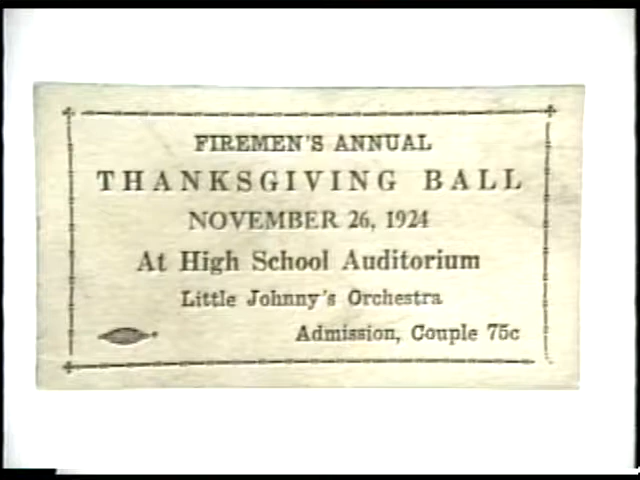 FIREMEN'S ANNUAL
THANKSGIVING BALL
NOVEMBER 26, 1924
At High School Auditorium
Little Johnny's Orchestra
Admission, Couple 75c